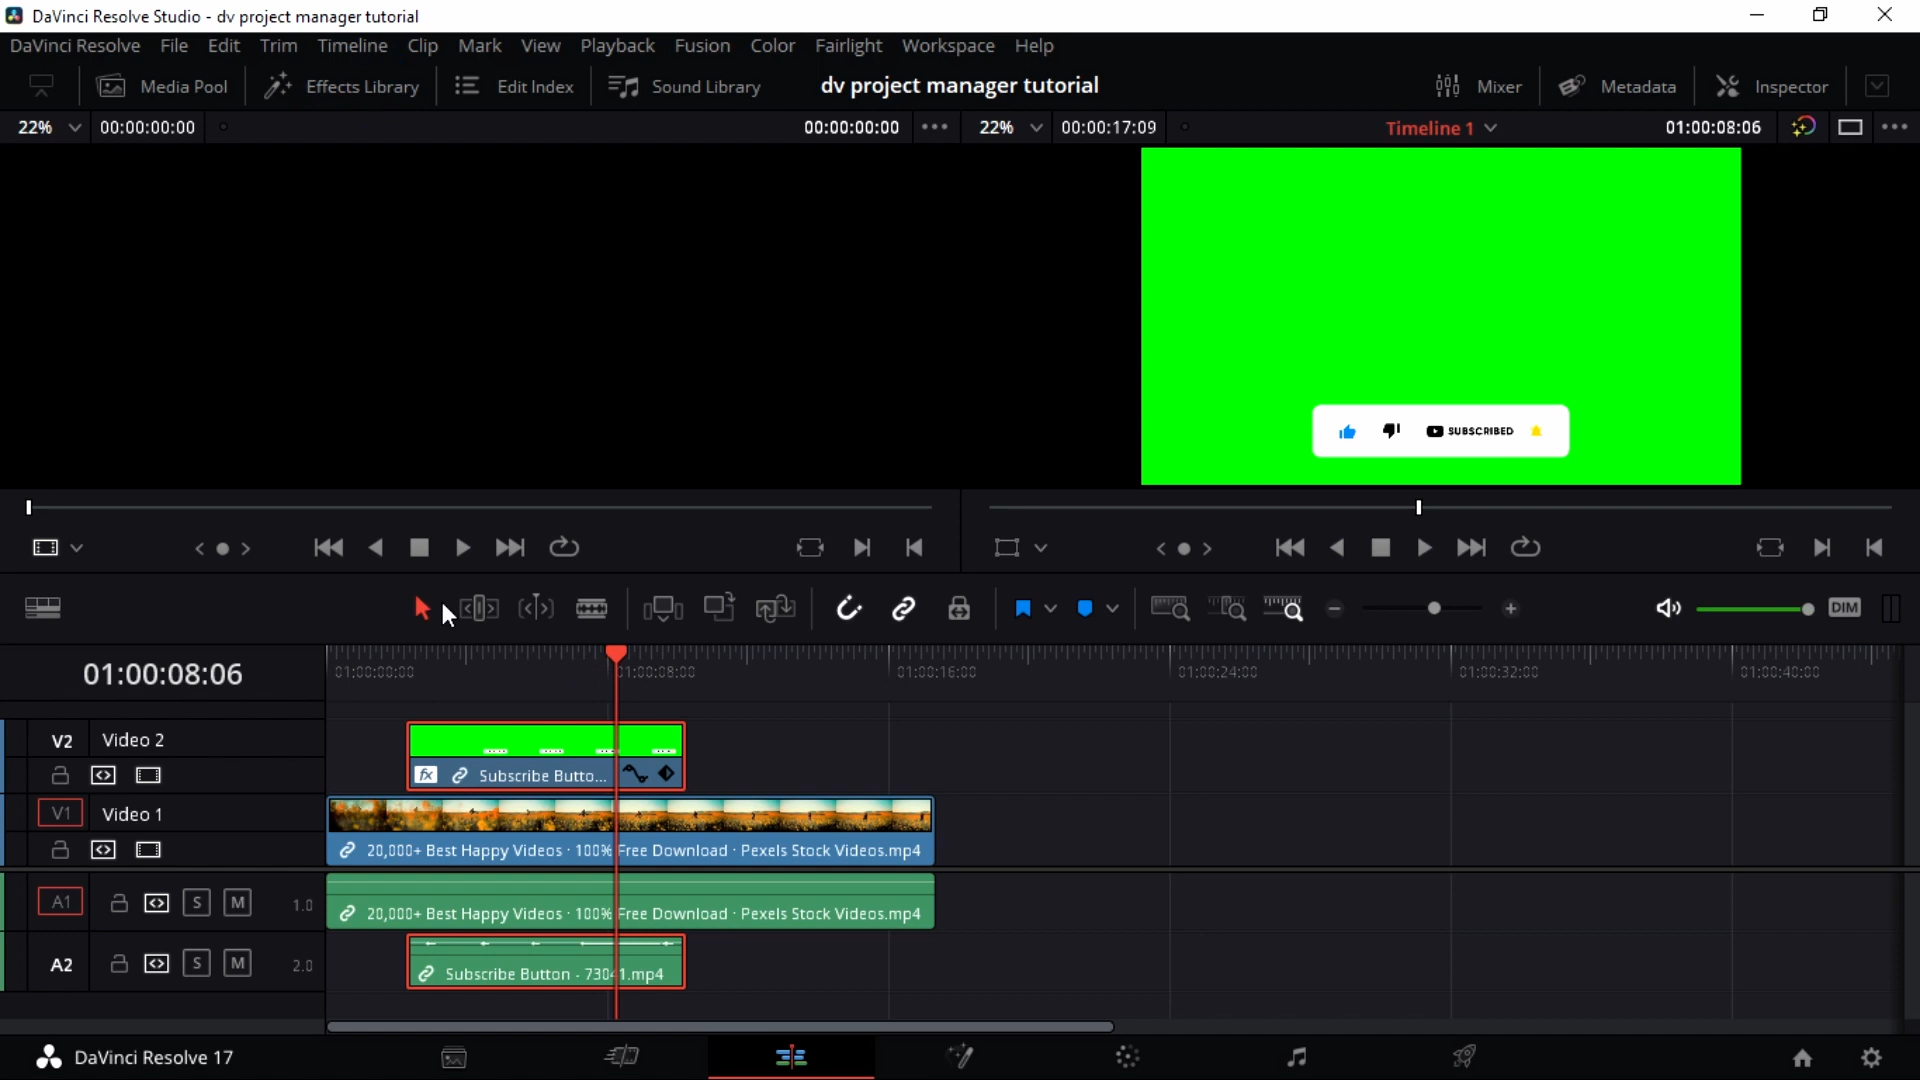 DaVinci Resolve Studio - dv project manager tutorial
DaVinci Resolve File Edit Trim Timeline Clip Mark View Playback Fusion Color Fairlight Workspace Help
Media Pool Effects Library Edit Index Sound Library dv project manager tutorial Mixer Metadata Inspector
22% 00:00:00:00 00:00:00:00 22% 00:00:17:09 Timeline 1 01:00:08:06
SUBSCRIBED
DIM
01:00:08:06 01:00:00:00 01:00:08:00 01:00:16:00 01:00:24:00 01:00:32:00 01:00:40:00
V2 Video 2
fx Subscribe Butto...
V1 Video 1
20,000+ Best Happy Videos · 100% Free Download · Pexels Stock Videos.mp4
A1 S M 1.0
20,000+ Best Happy Videos · 100% Free Download · Pexels Stock Videos.mp4
A2 S M 2.0
Subscribe Button - 73041.mp4
DaVinci Resolve 17